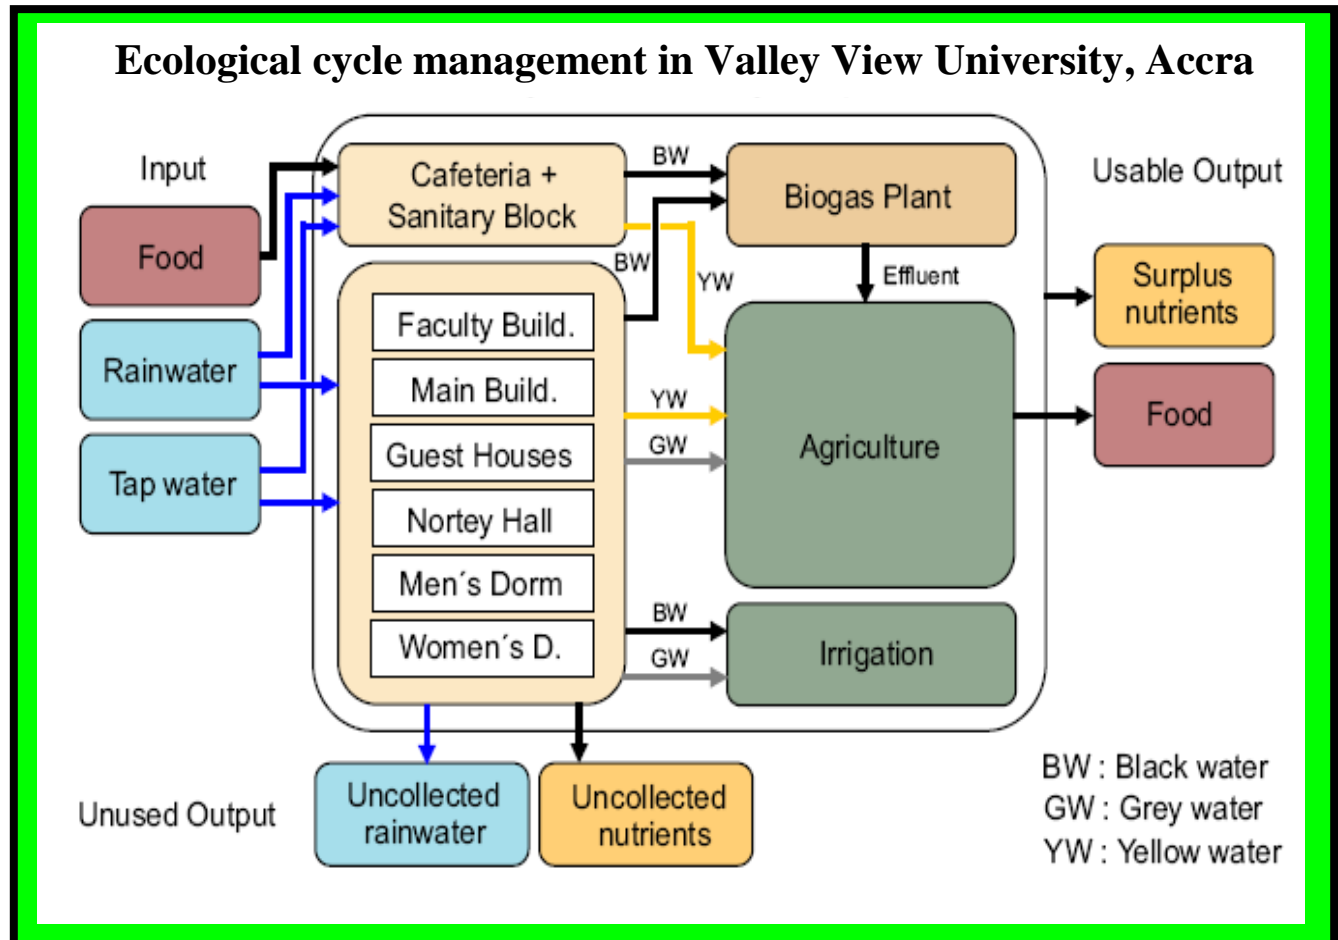 Ecological cycle management in Valley View University, Accra
Input
Food
Rainwater
Tap water
Cafeteria +
Sanitary Block
Faculty Build.
Main Build.
Guest Houses
Nortey Hall
Men´s Dorm
Women´s D.
BW
BW
YW
YW
GW
BW
GW
Biogas Plant
Effluent
Agriculture
Irrigation
Usable Output
Surplus
nutrients
Food
Unused Output
Uncollected
rainwater
Uncollected
nutrients
BW : Black water
GW : Grey water
YW : Yellow water